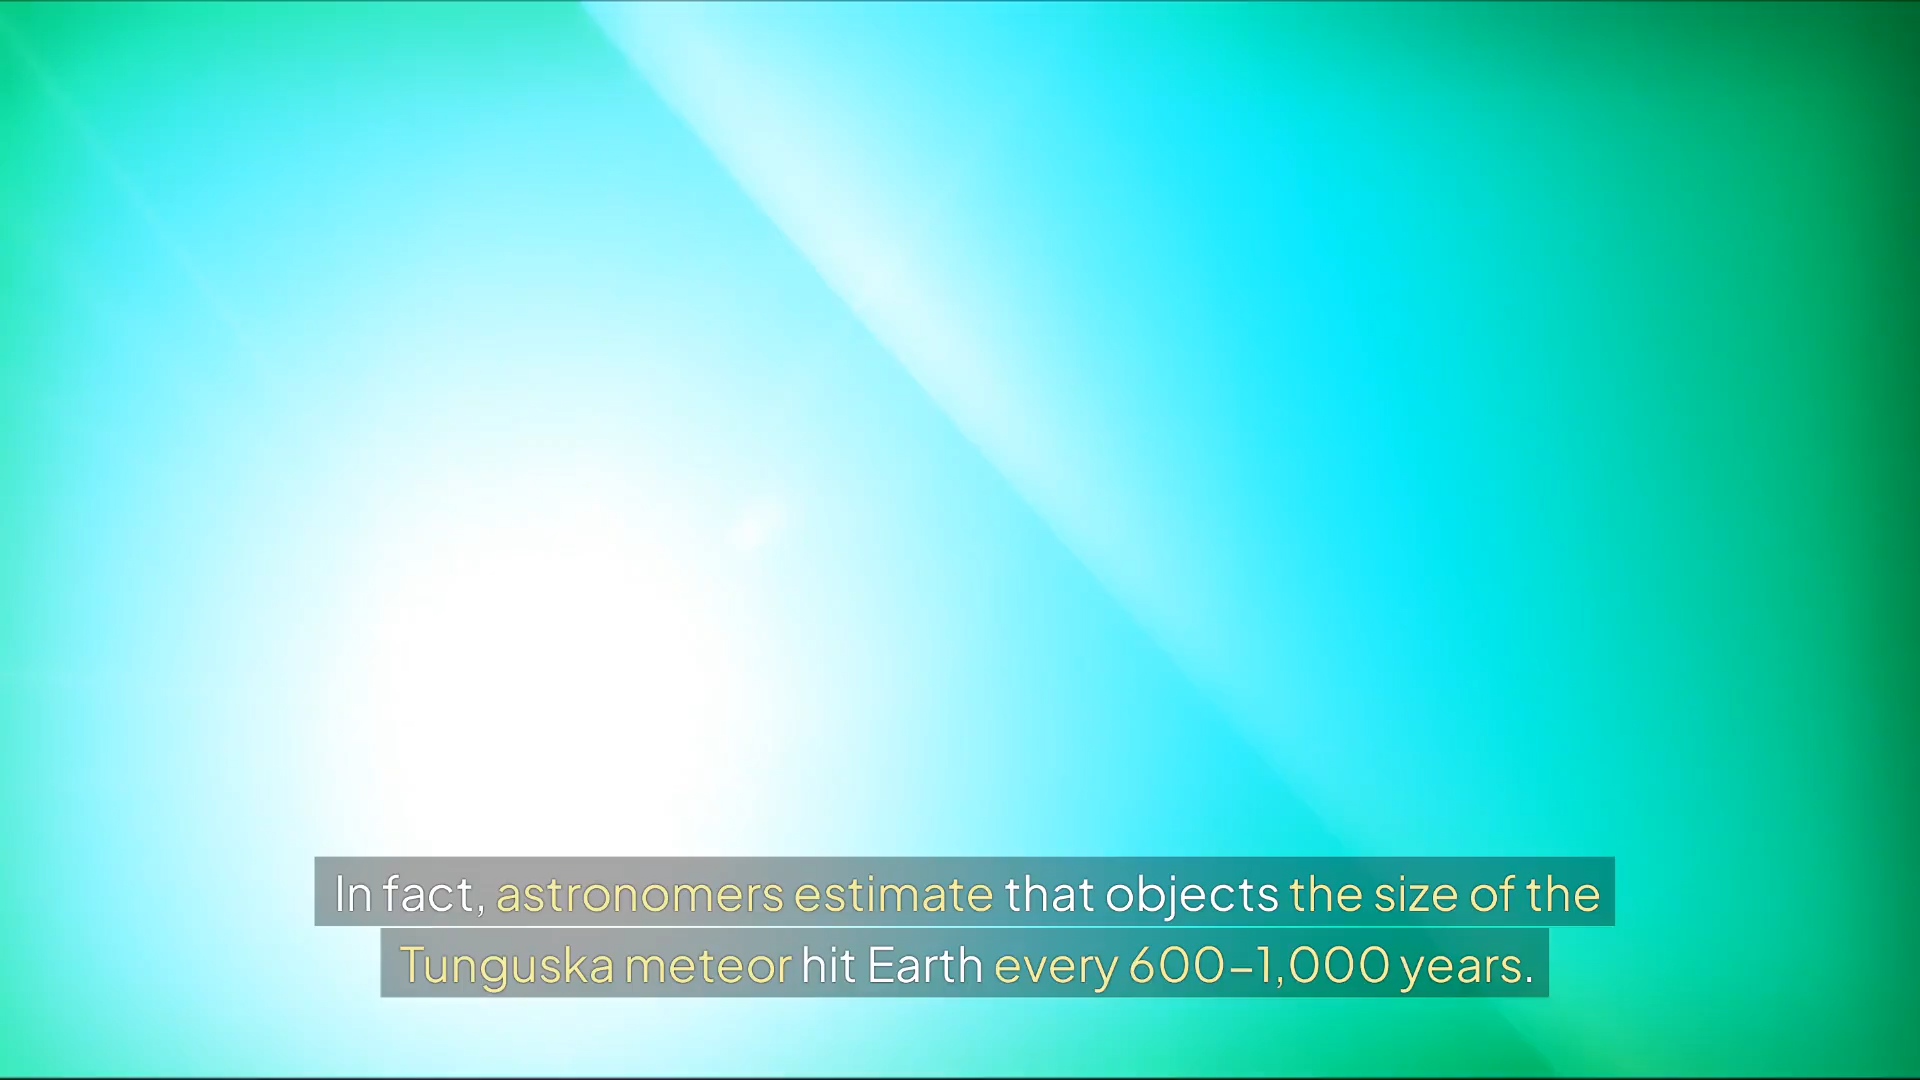 In fact, astronomers estimate that objects the size of the
Tunguska meteor hit Earth every 600–1,000 years.